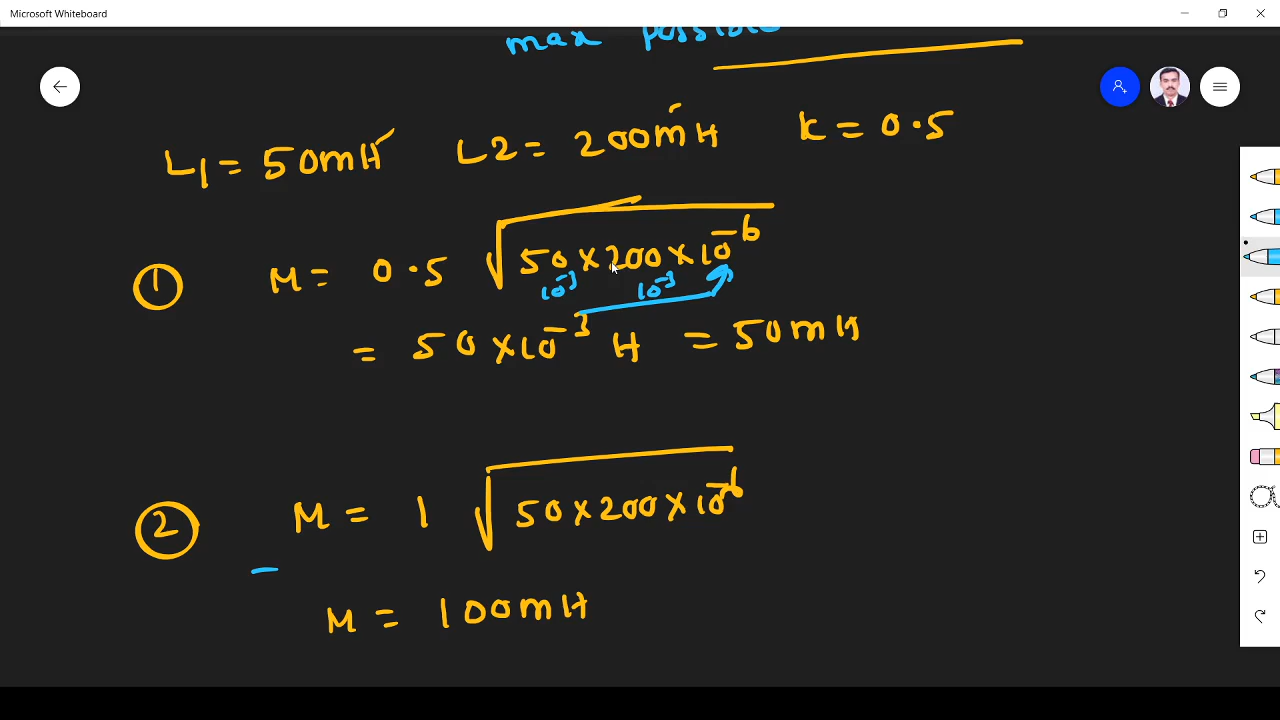 Microsoft Whiteboard
max possible
L1 = 50mH L2 = 200mH K = 0.5
① M = 0.5 √50 × 200 × 10⁻⁶
10⁻³ 10⁻³
= 50 × 10⁻³ H = 50mH
② M = 1 √50 × 200 × 10⁻⁶
M = 100mH